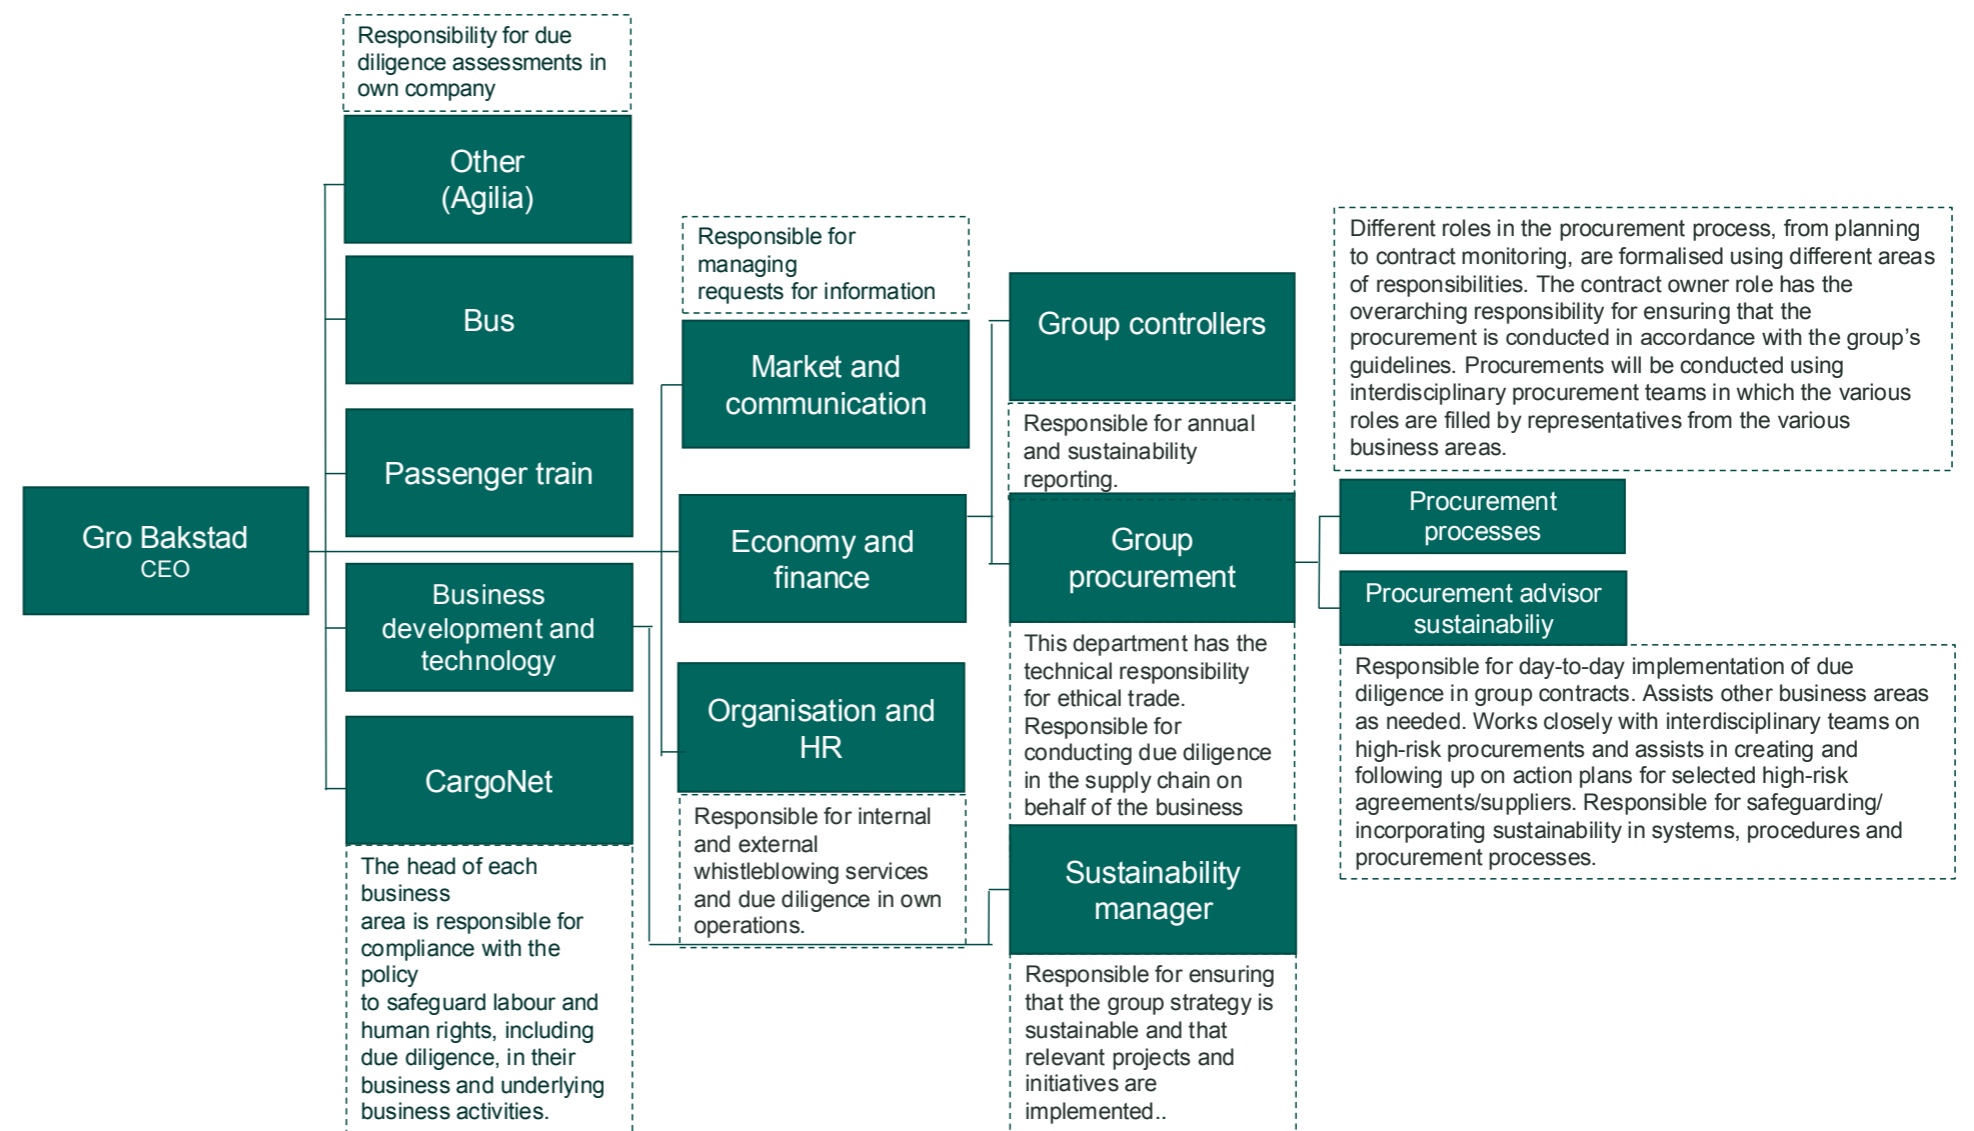 Responsibility for due
diligence assessments in
own company
Other
(Agilia)
Bus
Passenger train
Gro Bakstad
CEO
Business
development and
technology
CargoNet
The head of each
business
area is responsible for
compliance with the
policy
to safeguard labour and
human rights, including
due diligence, in their
business and underlying
business activities.
Responsible for
managing
requests for information
Market and
communication
Economy and
finance
Organisation and
HR
Responsible for internal
and external
whistleblowing services
and due diligence in own
operations.
Group controllers
Responsible for annual
and sustainability
reporting.
Group
procurement
This department has the
technical responsibility
for ethical trade.
Responsible for
conducting due diligence
in the supply chain on
behalf of the business
Sustainability
manager
Responsible for ensuring
that the group strategy is
sustainable and that
relevant projects and
initiatives are
implemented..
Different roles in the procurement process, from planning
to contract monitoring, are formalised using different areas
of responsibilities. The contract owner role has the
overarching responsibility for ensuring that the
procurement is conducted in accordance with the group’s
guidelines. Procurements will be conducted using
interdisciplinary procurement teams in which the various
roles are filled by representatives from the various
business areas.
Procurement
processes
Procurement advisor
sustainabiliy
Responsible for day-to-day implementation of due
diligence in group contracts. Assists other business areas
as needed. Works closely with interdisciplinary teams on
high-risk procurements and assists in creating and
following up on action plans for selected high-risk
agreements/suppliers. Responsible for safeguarding/
incorporating sustainability in systems, procedures and
procurement processes.